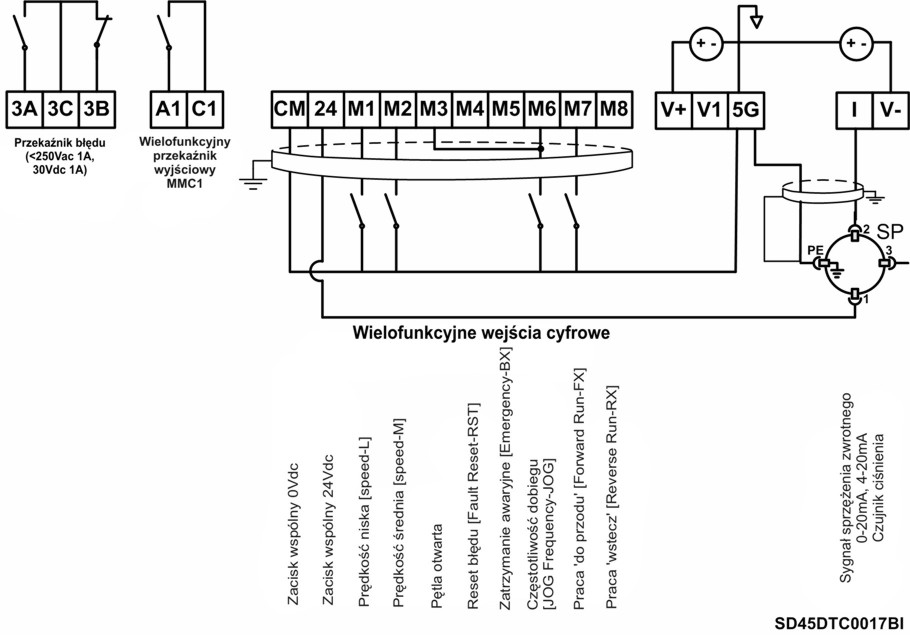 3A 3C 3B
A1 C1
CM 24 M1 M2 M3 M4 M5 M6 M7 M8
V+ V1 5G
I V-
+ -
+ -
Przekaźnik błędu
(<250Vac 1A,
30Vdc 1A)
Wielofunkcyjny
przekaźnik
wyjściowy
MMC1
2
SP
PE
3
1
Wielofunkcyjne wejścia cyfrowe
Zacisk wspólny 0Vdc
Zacisk wspólny 24Vdc
Prędkość niska [speed-L]
Prędkość średnia [speed-M]
Pętla otwarta
Reset błędu [Fault Reset-RST]
Zatrzymanie awaryjne [Emergency-BX]
Częstotliwość dobiegu
[JOG Frequency-JOG]
Praca 'do przodu' [Forward Run-FX]
Praca 'wstecz' [Reverse Run-RX]
Sygnał sprzężenia zwrotnego
0-20mA, 4-20mA
Czujnik ciśnienia
SD45DTC0017BI